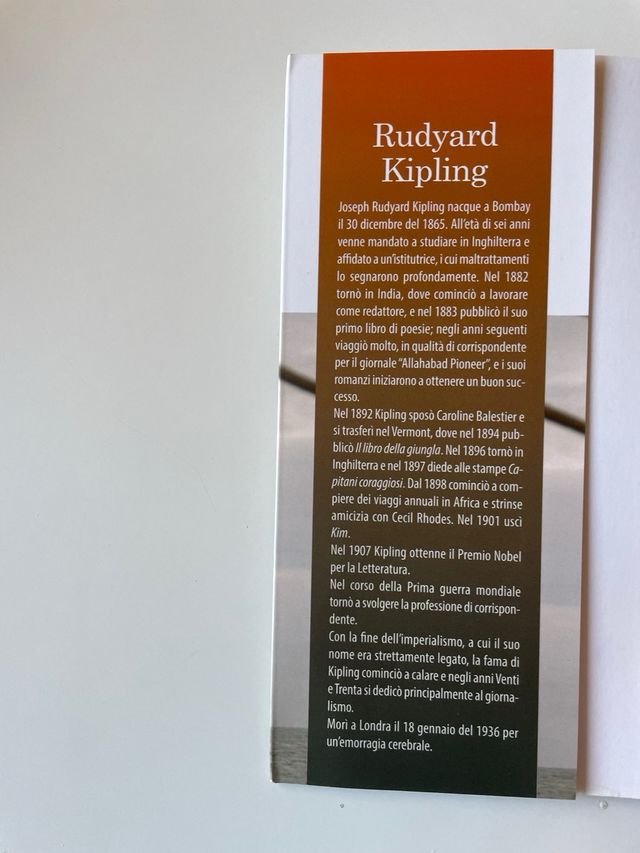 Rudyard
Kipling
Joseph Rudyard Kipling nacque a Bombay
il 30 dicembre del 1865. All'età di sei anni
venne mandato a studiare in Inghilterra e
affidato a un'istitutrice, i cui maltrattamenti
lo segnarono profondamente. Nel 1882
tornò in India, dove cominciò a lavorare
come redattore, e nel 1883 pubblicò il suo
primo libro di poesie; negli anni seguenti
viaggiò molto, in qualità di corrispondente
per il giornale "Allahabad Pioneer", e i suoi
romanzi iniziarono a ottenere un buon suc-
cesso.
Nel 1892 Kipling sposò Caroline Balestier e
si trasferì nel Vermont, dove nel 1894 pub-
blicò Il libro della giungla. Nel 1896 tornò in
Inghilterra e nel 1897 diede alle stampe Ca-
pitani coraggiosi. Dal 1898 cominciò a com-
piere dei viaggi annuali in Africa e strinse
amicizia con Cecil Rhodes. Nel 1901 uscì
Kim.
Nel 1907 Kipling ottenne il Premio Nobel
per la Letteratura.
Nel corso della Prima guerra mondiale
tornò a svolgere la professione di corrispon-
dente.
Con la fine dell'imperialismo, a cui il suo
nome era strettamente legato, la fama di
Kipling cominciò a calare e negli anni Venti
e Trenta si dedicò principalmente al giorna-
lismo.
Morì a Londra il 18 gennaio del 1936 per
un'emorragia cerebrale.